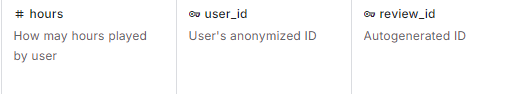 # hours
How may hours played
by user
user_id
User's anonymized ID
review_id
Autogenerated ID